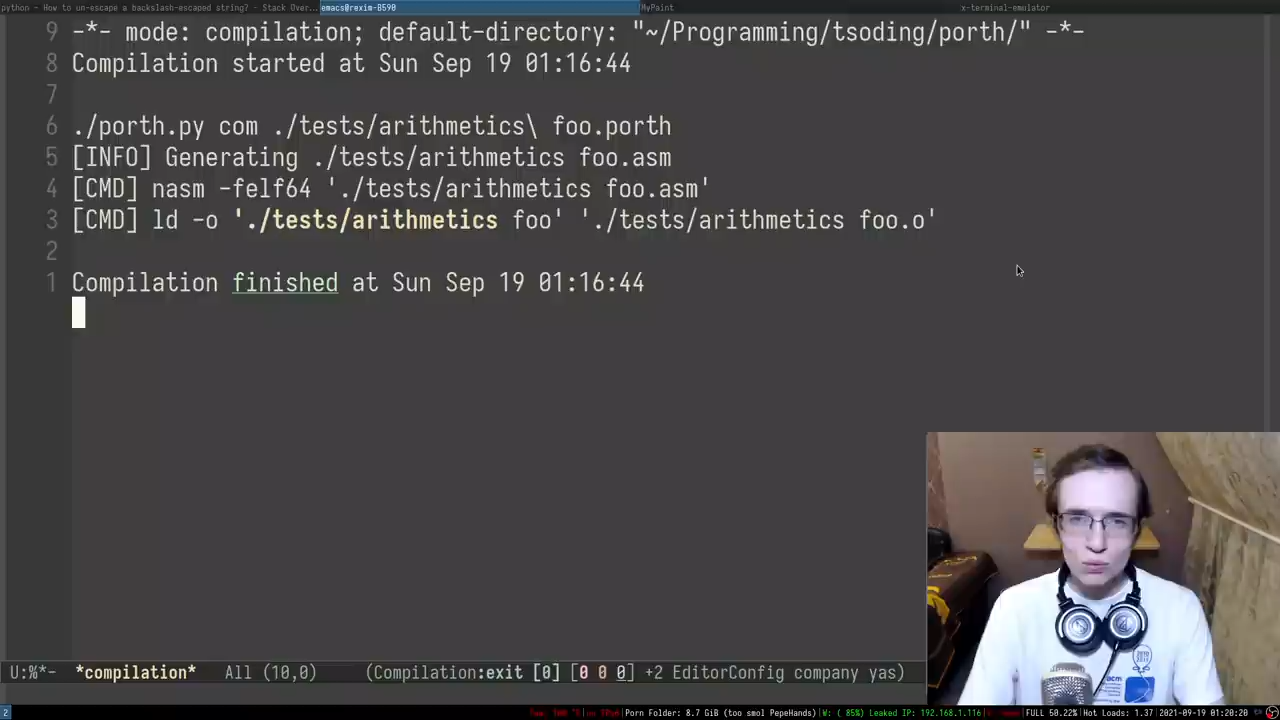 python - How to un-escape a backslash-escaped string? - Stack Over...
emacs@rexim-B590
MyPaint
x-terminal-emulator
9 -*- mode: compilation; default-directory: "~/Programming/tsoding/porth/" -*-
8 Compilation started at Sun Sep 19 01:16:44
7
6 ./porth.py com ./tests/arithmetics\ foo.porth
5 [INFO] Generating ./tests/arithmetics foo.asm
4 [CMD] nasm -felf64 './tests/arithmetics foo.asm'
3 [CMD] ld -o './tests/arithmetics foo' './tests/arithmetics foo.o'
2
1 Compilation finished at Sun Sep 19 01:16:44
U:%*- *compilation* All (10,0) (Compilation:exit [0] [0 0 0] +2 EditorConfig company yas)
2
Porn Folder: 8.7 GiB (too smol PepeHands)|W: ( 85%) Leaked IP: 192.168.1.116| FULL 50.22%|Hot Loads: 1.37|2021-09-19 01:20:20